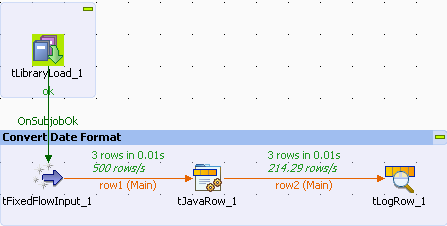 tLibraryLoad_1
ok
OnSubjobOk
Convert Date Format
3 rows in 0.01s
500 rows/s
row1 (Main)
3 rows in 0.01s
214.29 rows/s
row2 (Main)
tFixedFlowInput_1
tJavaRow_1
tLogRow_1